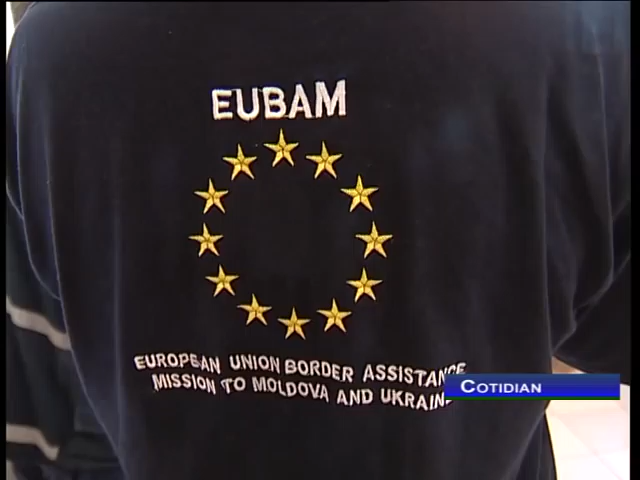 EUBAM
EUROPEAN UNION BORDER ASSISTANCE
MISSION TO MOLDOVA AND UKRAINE
COTIDIAN